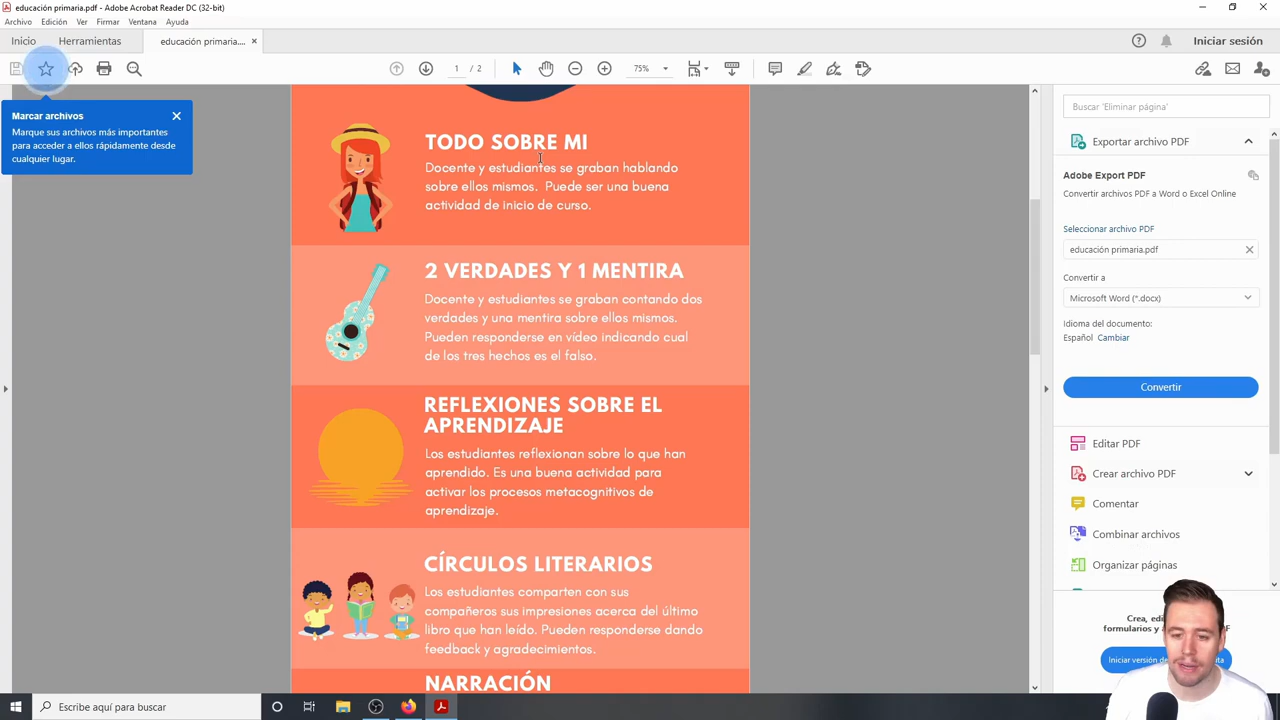 educación primaria.pdf - Adobe Acrobat Reader DC (32-bit)
Archivo Edición Ver Firmar Ventana Ayuda
Inicio Herramientas educación primaria.... Iniciar sesión
1 / 2 75%
Marcar archivos
Marque sus archivos más importantes
para acceder a ellos rápidamente desde
cualquier lugar.
TODO SOBRE MI
Docente y estudiantes se graban hablando
sobre ellos mismos. Puede ser una buena
actividad de inicio de curso.
2 VERDADES Y 1 MENTIRA
Docente y estudiantes se graban contando dos
verdades y una mentira sobre ellos mismos.
Pueden responderse en vídeo indicando cual
de los tres hechos es el falso.
REFLEXIONES SOBRE EL
APRENDIZAJE
Los estudiantes reflexionan sobre lo que han
aprendido. Es una buena actividad para
activar los procesos metacognitivos de
aprendizaje.
CÍRCULOS LITERARIOS
Los estudiantes comparten con sus
compañeros sus impresiones acerca del último
libro que han leído. Pueden responderse dando
feedback y agradecimientos.
NARRACIÓN
Buscar 'Eliminar página'
Exportar archivo PDF
Adobe Export PDF
Convertir archivos PDF a Word o Excel Online
Seleccionar archivo PDF
educación primaria.pdf
Convertir a
Microsoft Word (*.docx)
Idioma del documento:
Español Cambiar
Convertir
Editar PDF
Crear archivo PDF
Comentar
Combinar archivos
Organizar páginas
Crea,
formularios y
Iniciar versión de
Escribe aquí para buscar